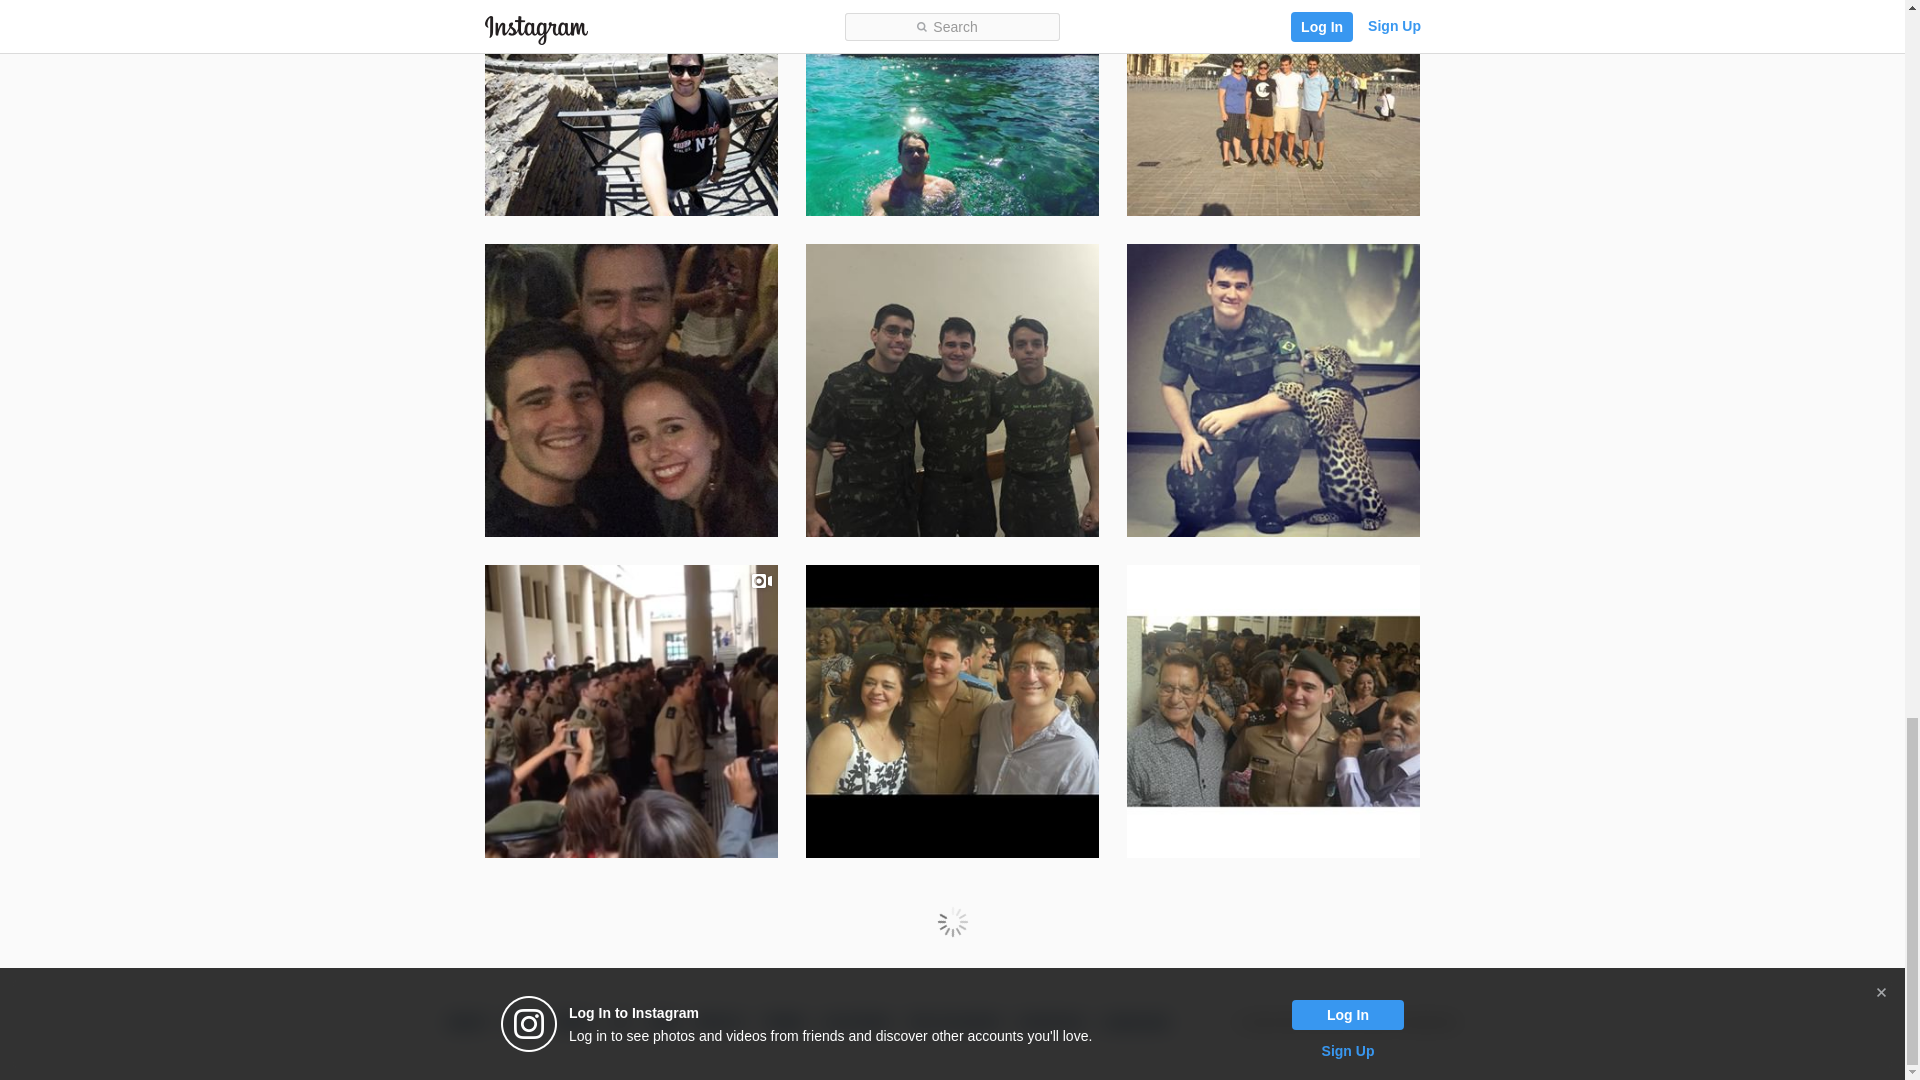 Instagram
Search
Log In
Sign Up
NY
Log In to Instagram
Log in to see photos and videos from friends and discover other accounts you'll love.
Log In
Sign Up